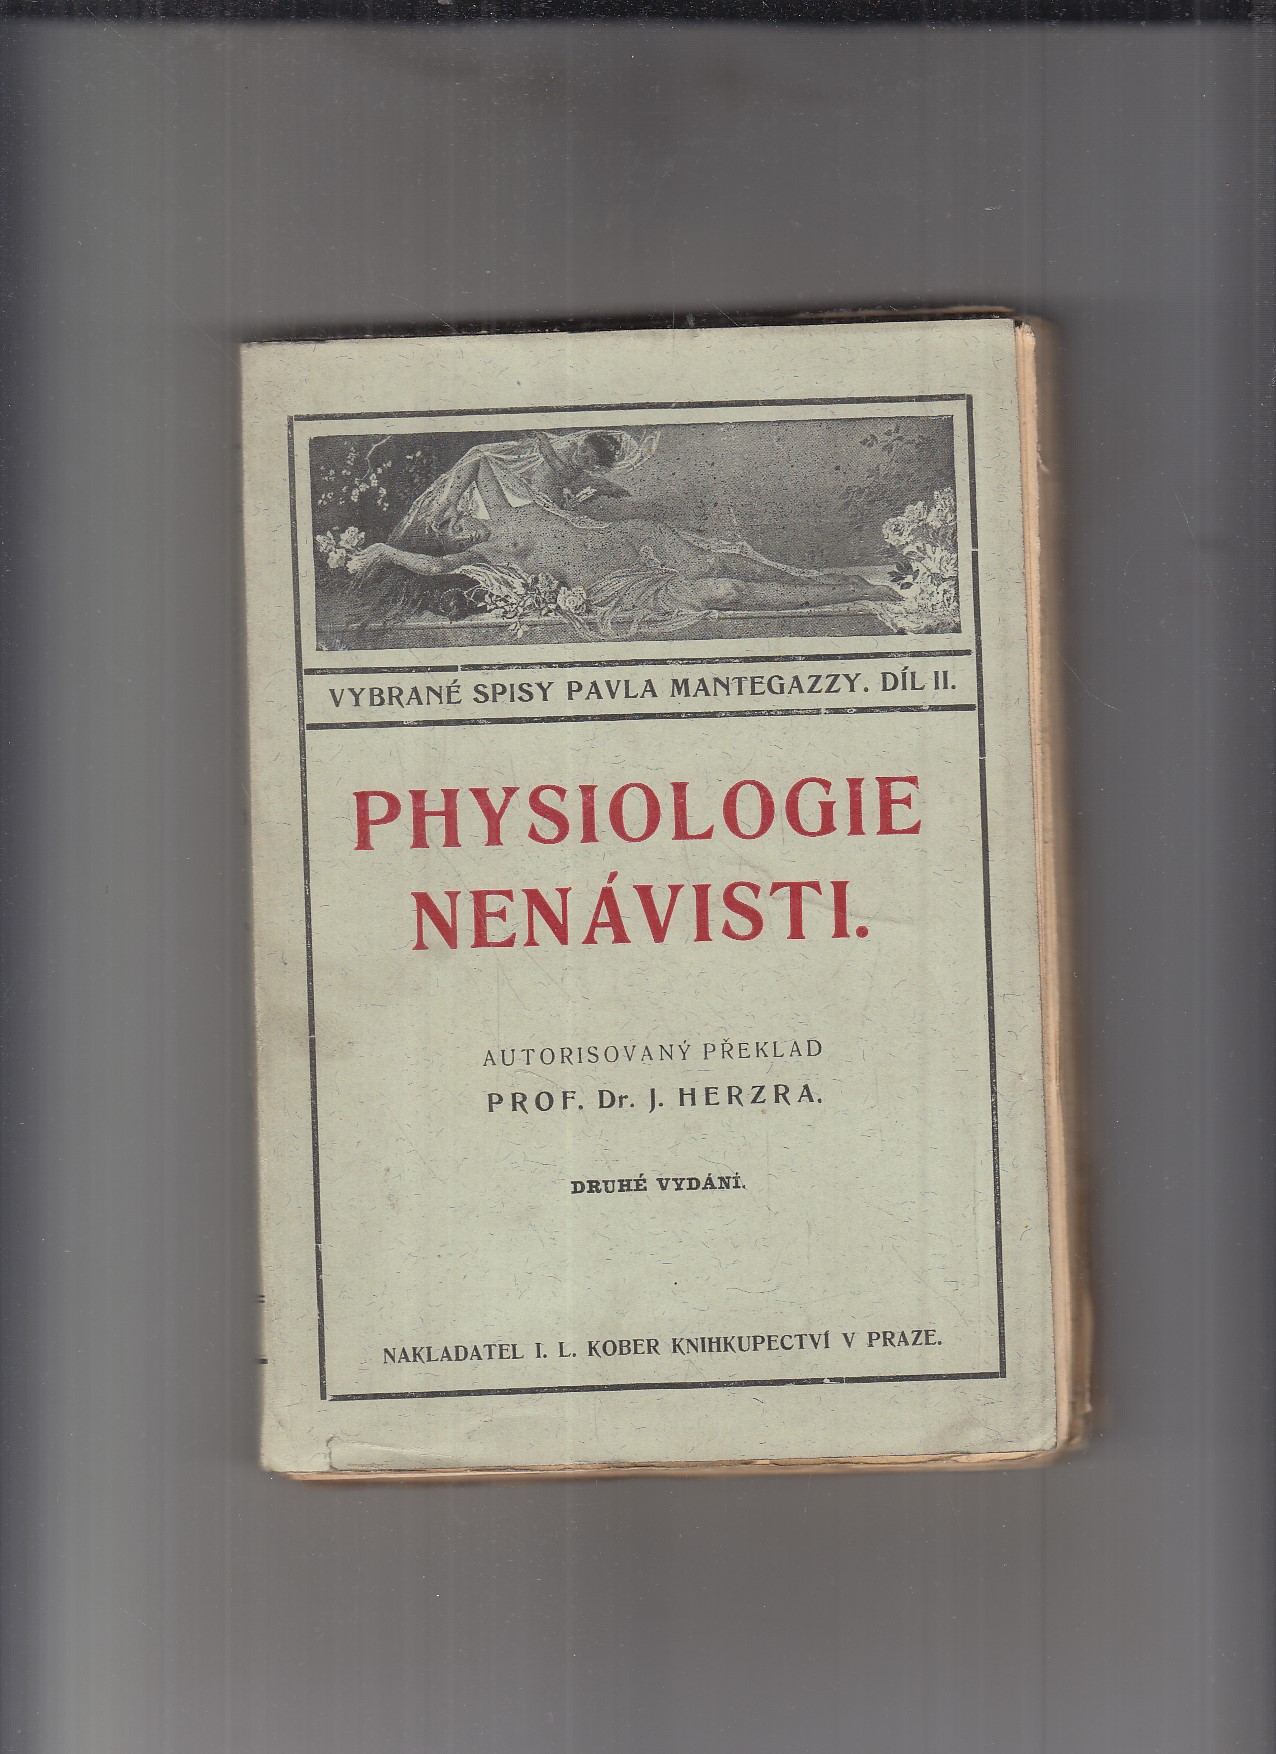 VYBRANÉ SPISY PAVLA MANTEGAZZY. DÍL II.
PHYSIOLOGIE
NENÁVISTI.
AUTORISOVANÝ PŘEKLAD
PROF. Dr. J. HERZRA.
DRUHÉ VYDÁNÍ.
NAKLADATEL I. L. KOBER KNIHKUPECTVÍ V PRAZE.